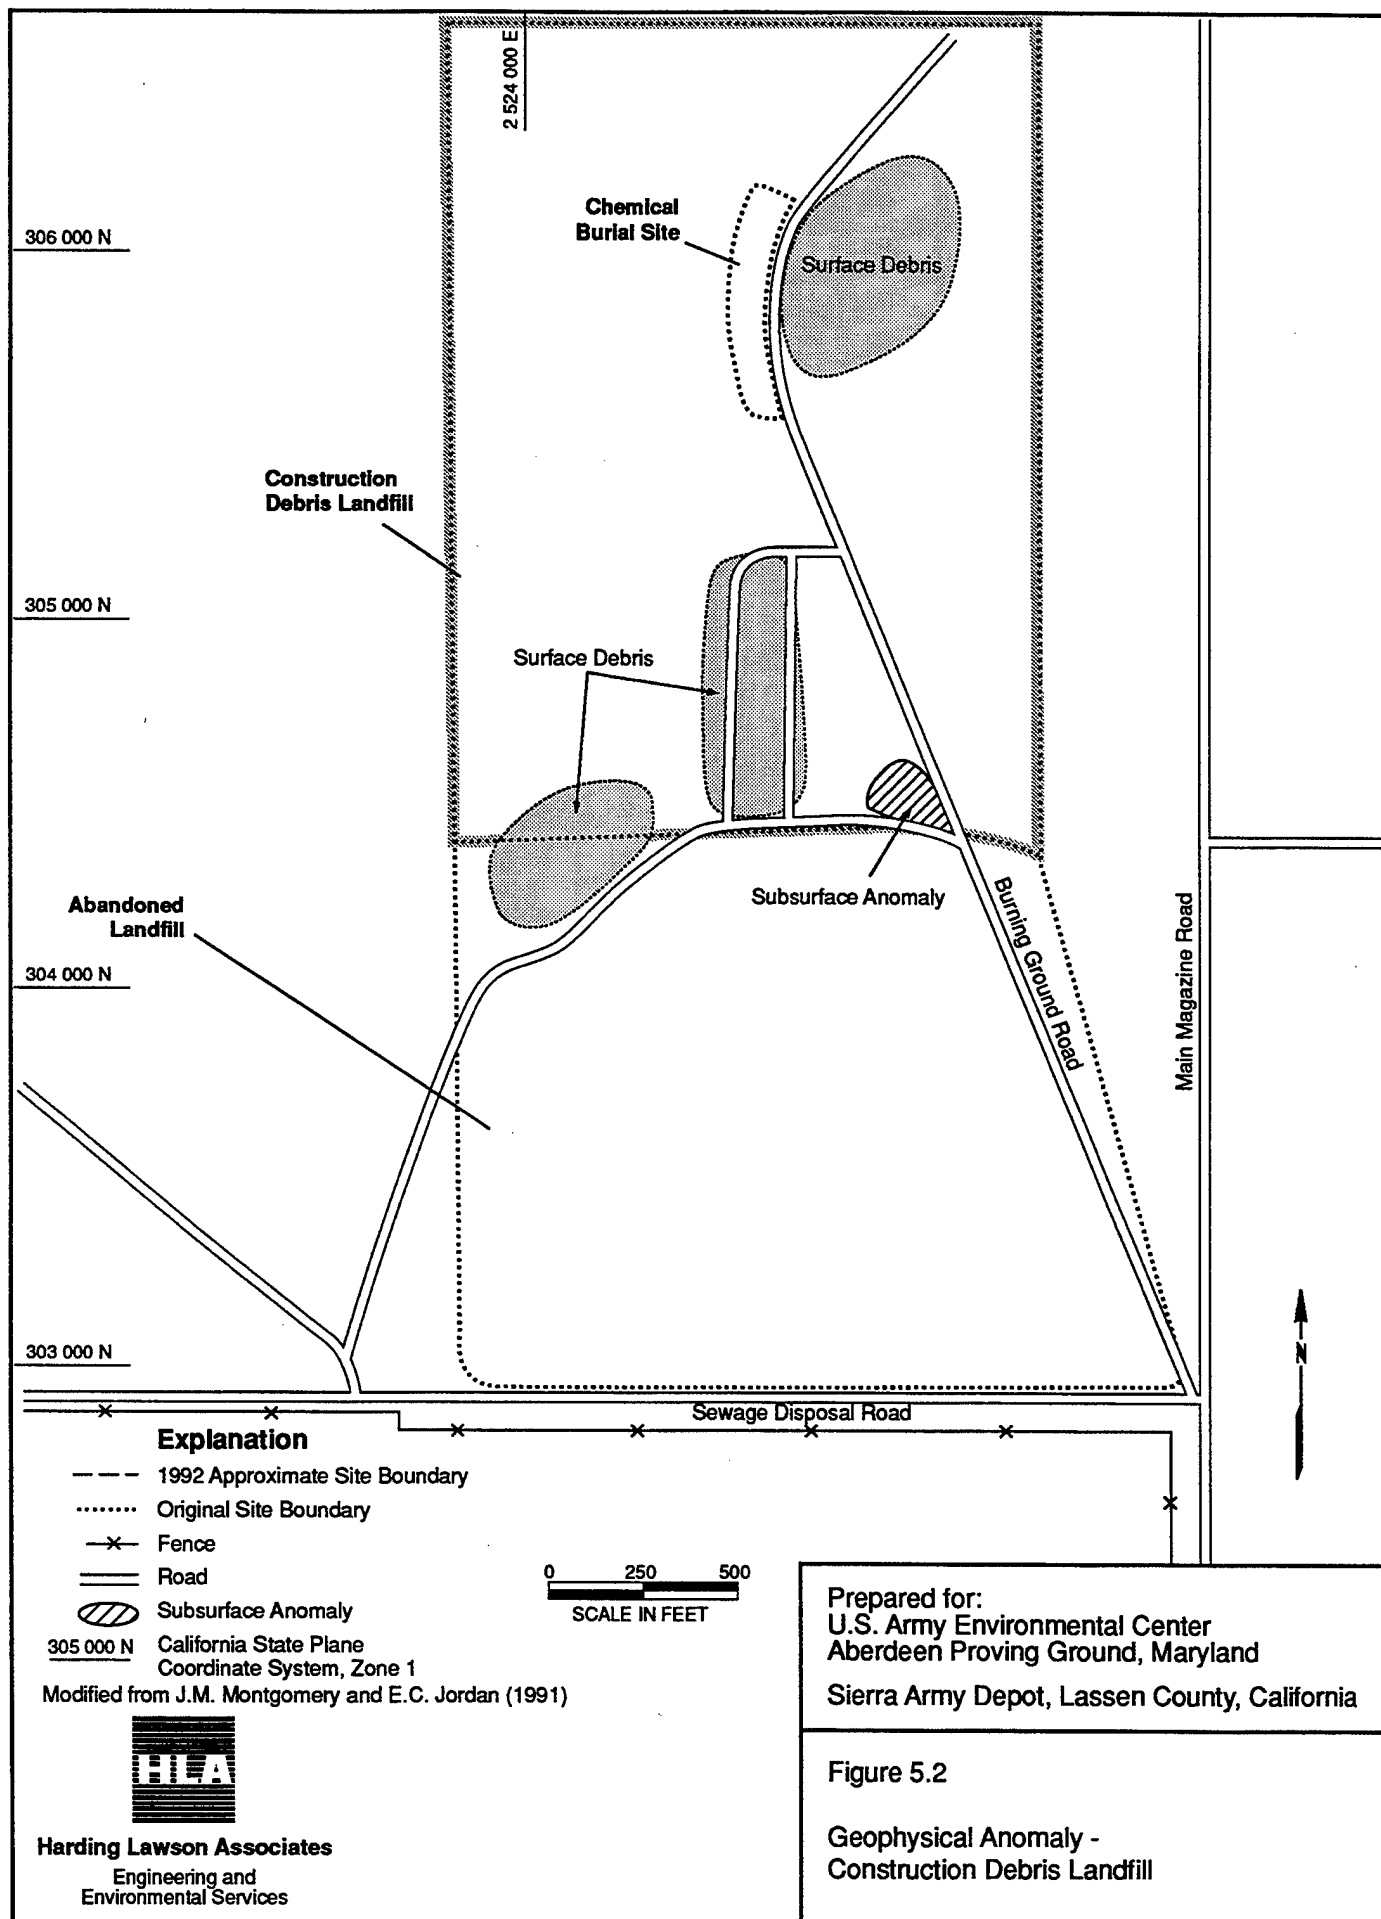 2 524 000 E
Chemical
Burial Site
306 000 N
Surface Debris
Construction
Debris Landfill
305 000 N
Surface Debris
Subsurface Anomaly
Burning Ground Road
Abandoned
Landfill
304 000 N
Main Magazine Road
N
303 000 N
Sewage Disposal Road
Explanation
1992 Approximate Site Boundary
Original Site Boundary
Fence
Road
Subsurface Anomaly
305 000 N California State Plane
Coordinate System, Zone 1
Modified from J.M. Montgomery and E.C. Jordan (1991)
0 250 500
SCALE IN FEET
HLA
Harding Lawson Associates
Engineering and
Environmental Services
Prepared for:
U.S. Army Environmental Center
Aberdeen Proving Ground, Maryland
Sierra Army Depot, Lassen County, California
Figure 5.2
Geophysical Anomaly -
Construction Debris Landfill